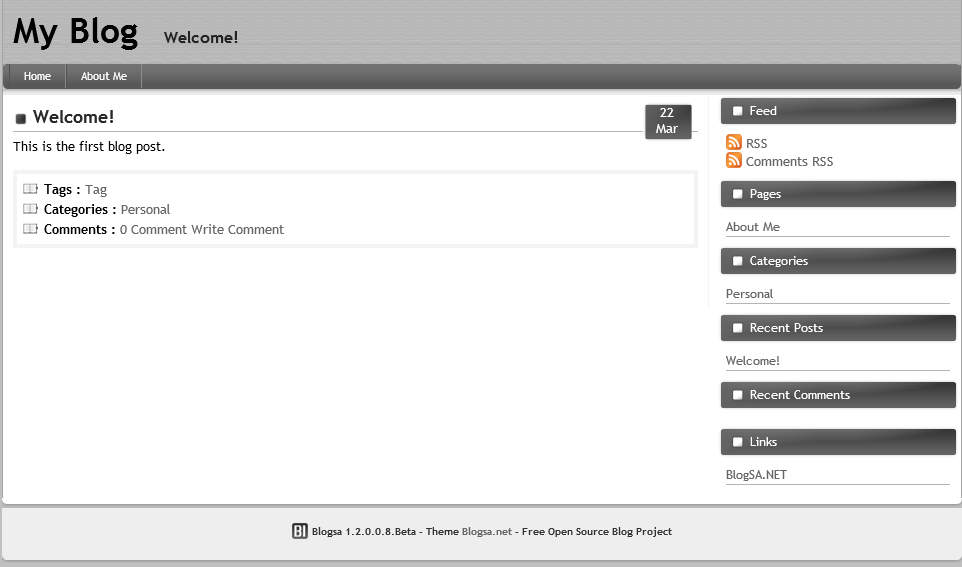 My Blog Welcome!
Home About Me
Welcome!
22
Mar
This is the first blog post.
Tags : Tag
Categories : Personal
Comments : 0 Comment Write Comment
Feed
RSS
Comments RSS
Pages
About Me
Categories
Personal
Recent Posts
Welcome!
Recent Comments
Links
BlogSA.NET
Bl Blogsa 1.2.0.0.8.Beta - Theme Blogsa.net - Free Open Source Blog Project